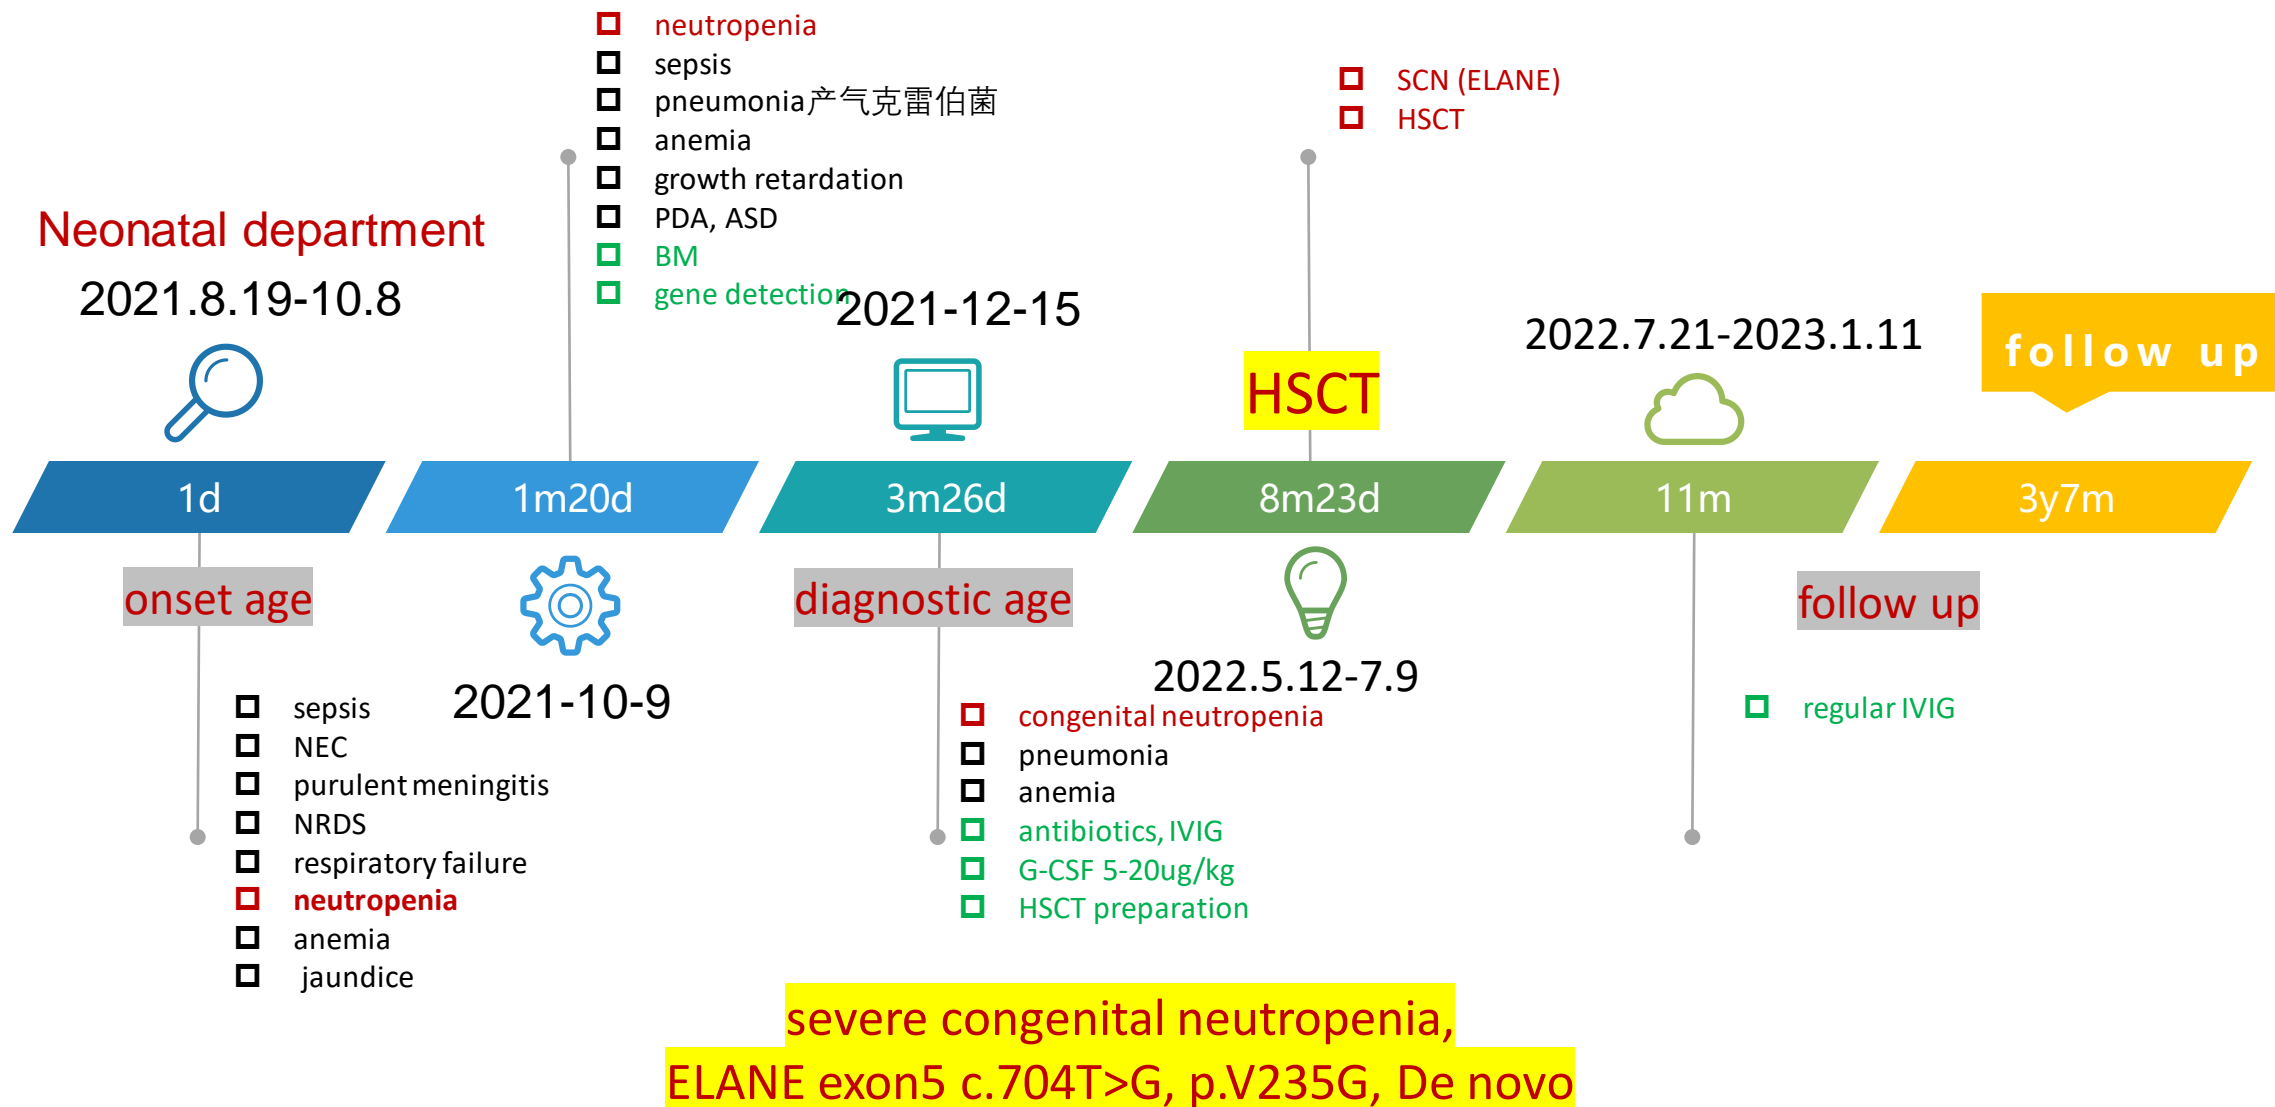 Neonatal department
2021.8.19-10.8
1d
onset age
sepsis
NEC
purulent meningitis
NRDS
respiratory failure
neutropenia
anemia
jaundice
neutropenia
sepsis
pneumonia产气克雷伯菌
anemia
growth retardation
PDA, ASD
BM
gene detection
1m20d
2021-10-9
2021-12-15
3m26d
diagnostic age
congenital neutropenia
pneumonia
anemia
antibiotics, IVIG
G-CSF 5-20ug/kg
HSCT preparation
SCN (ELANE)
HSCT
HSCT
8m23d
2022.5.12-7.9
2022.7.21-2023.1.11
11m
regular IVIG
follow up
3y7m
follow up
severe congenital neutropenia,
ELANE exon5 c.704T>G, p.V235G, De novo